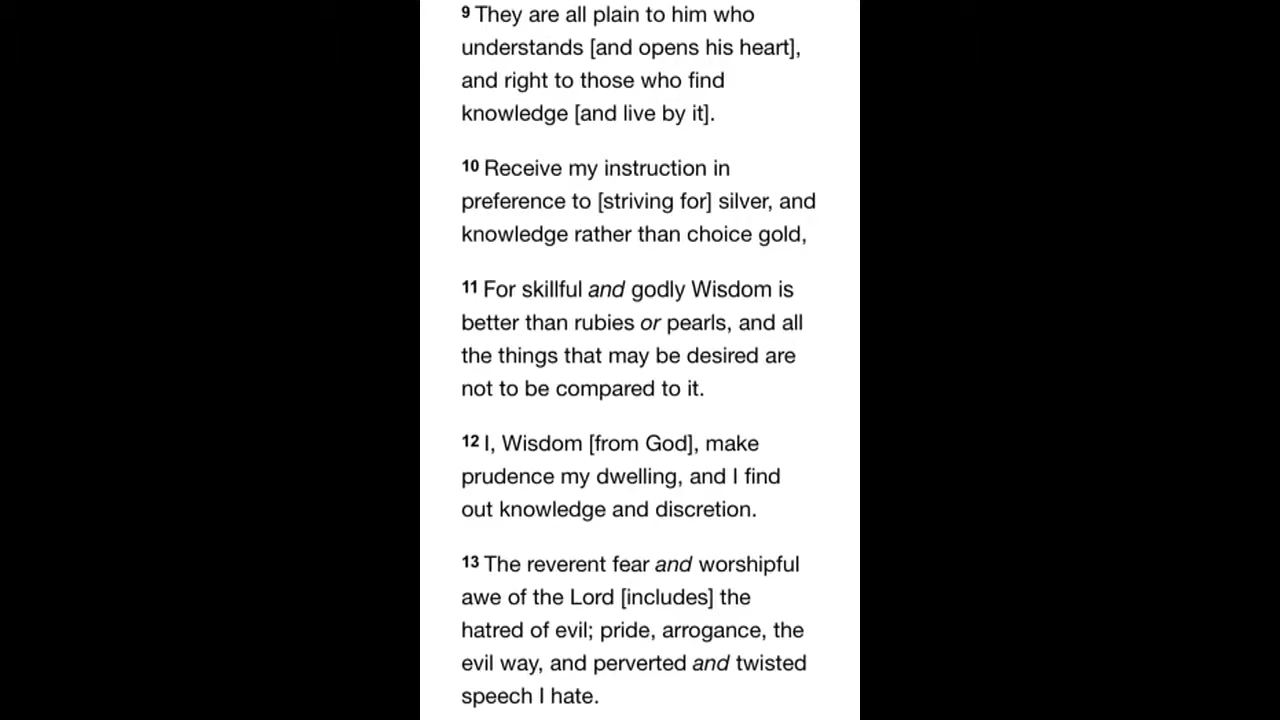 9 They are all plain to him who
understands [and opens his heart],
and right to those who find
knowledge [and live by it].
10 Receive my instruction in
preference to [striving for] silver, and
knowledge rather than choice gold,
11 For skillful and godly Wisdom is
better than rubies or pearls, and all
the things that may be desired are
not to be compared to it.
12 I, Wisdom [from God], make
prudence my dwelling, and I find
out knowledge and discretion.
13 The reverent fear and worshipful
awe of the Lord [includes] the
hatred of evil; pride, arrogance, the
evil way, and perverted and twisted
speech I hate.